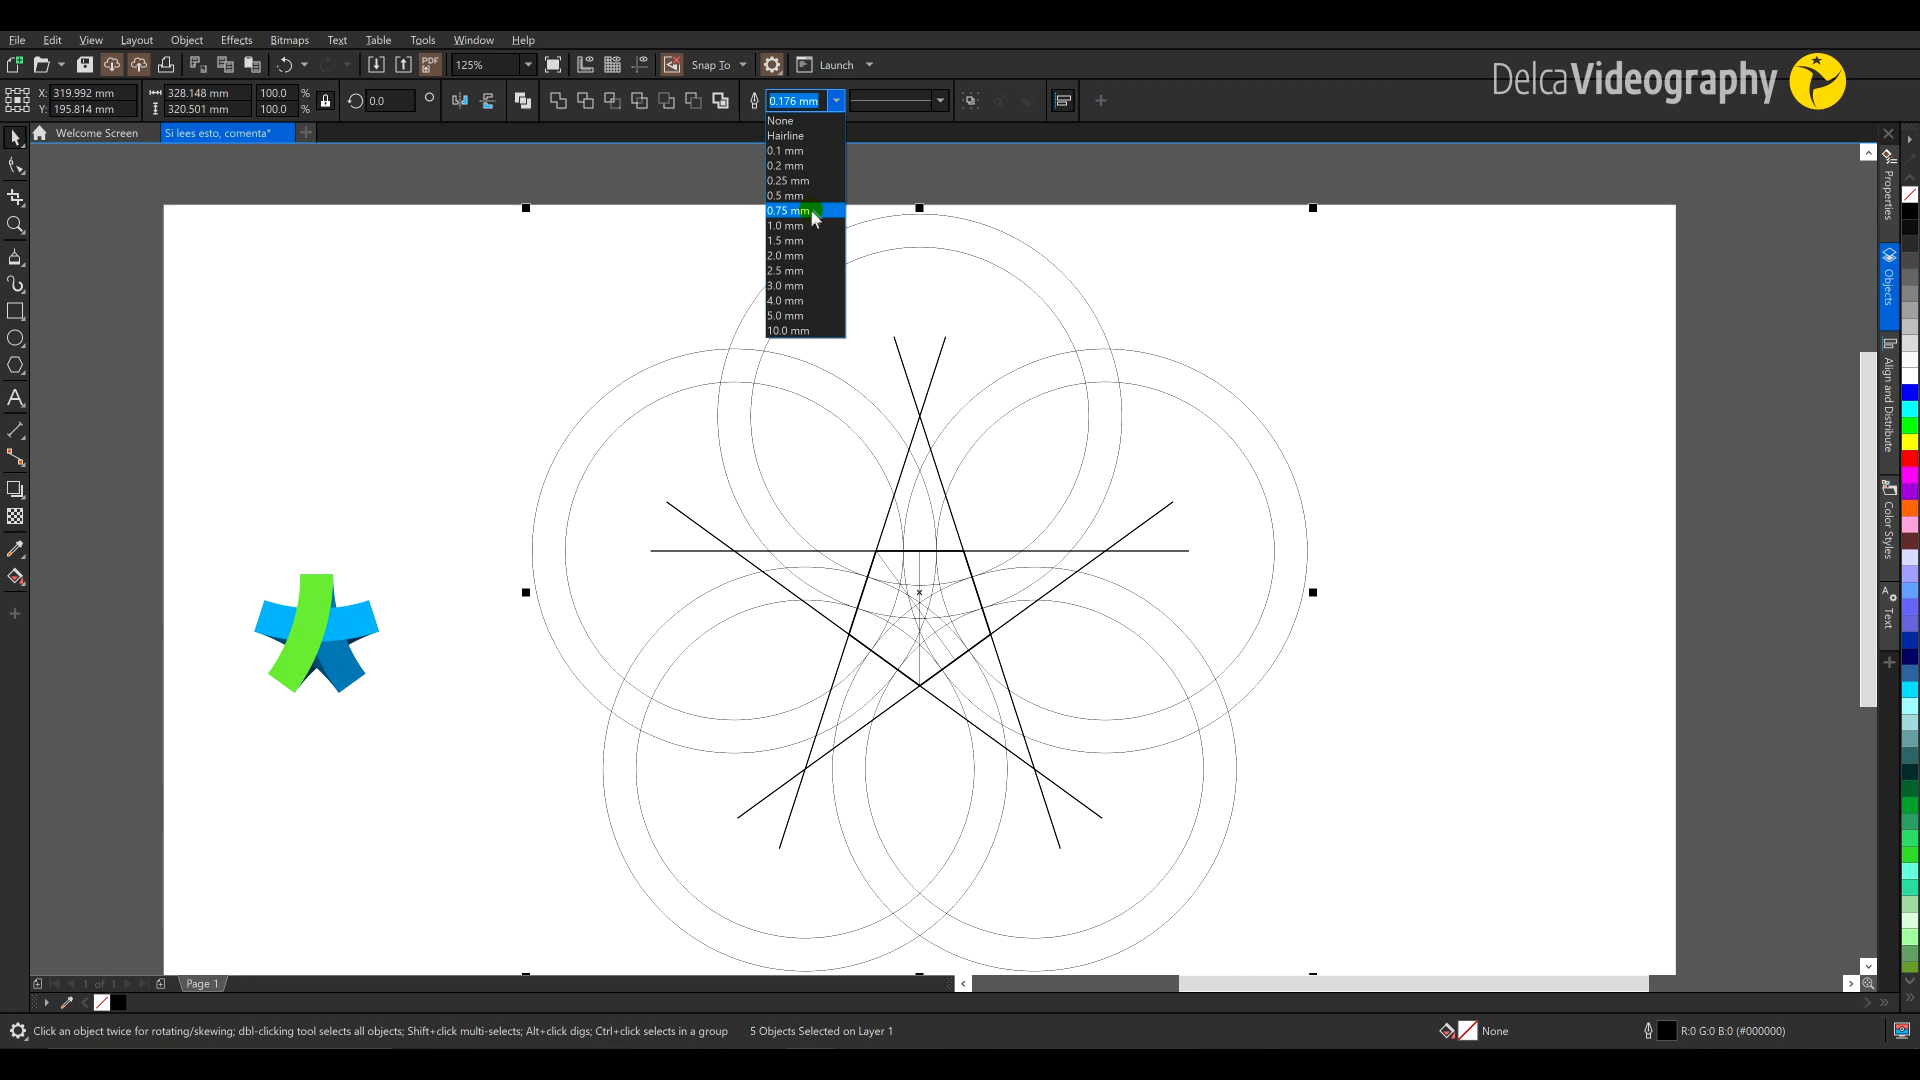 File Edit View Layout Object Effects Bitmaps Text Table Tools Window Help
PDF 125% Snap To Launch
DelcaVideography
X: 319.992 mm 328.148 mm 100.0 % 0.0 0.176 mm
Y: 195.814 mm 320.501 mm 100.0 %
Welcome Screen Si lees esto, comenta*
None
Hairline
0.1 mm
0.2 mm
0.25 mm
0.5 mm
0.75 mm
1.0 mm
1.5 mm
2.0 mm
2.5 mm
3.0 mm
4.0 mm
5.0 mm
10.0 mm
Properties
Objects
Align and Distribute
Color Styles
Text
1 of 1 Page 1
Click an object twice for rotating/skewing; dbl-clicking tool selects all objects; Shift+click multi-selects; Alt+click digs; Ctrl+click selects in a group 5 Objects Selected on Layer 1 None R:0 G:0 B:0 (#000000)